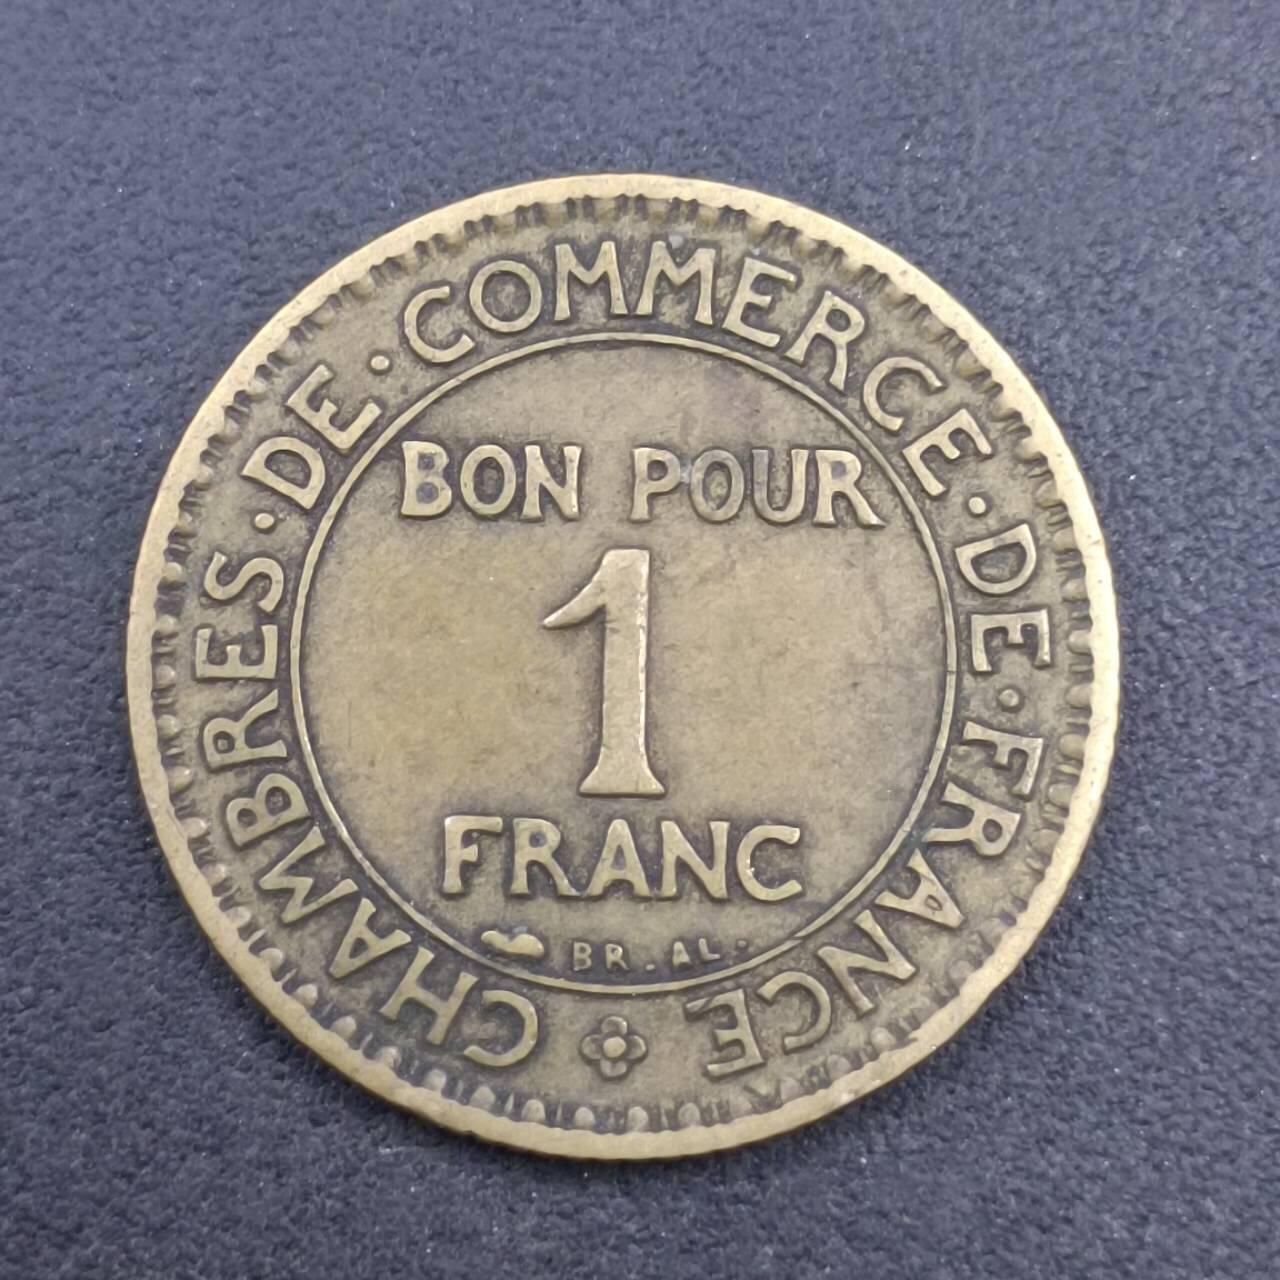 CHAMBRES · DE · COMMERCE · DE · FRANCE
BON POUR
1
FRANC
BR. AL.